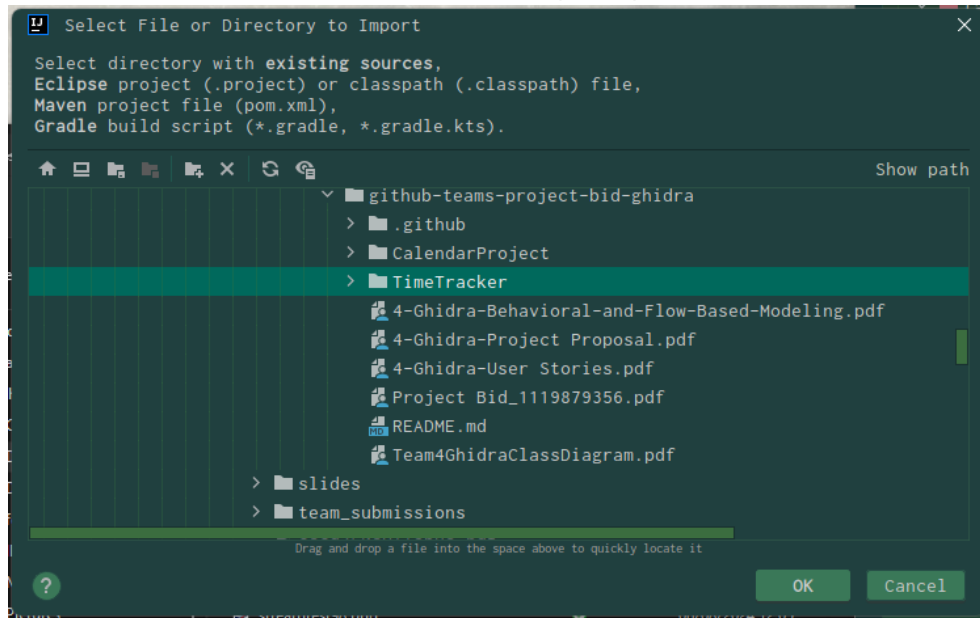 IJ Select File or Directory to Import
Select directory with existing sources,
Eclipse project (.project) or classpath (.classpath) file,
Maven project file (pom.xml),
Gradle build script (*.gradle, *.gradle.kts).
Show path
github-teams-project-bid-ghidra
.github
CalendarProject
TimeTracker
4-Ghidra-Behavioral-and-Flow-Based-Modeling.pdf
4-Ghidra-Project Proposal.pdf
4-Ghidra-User Stories.pdf
Project Bid_1119879356.pdf
MD README.md
Team4GhidraClassDiagram.pdf
slides
team_submissions
Drag and drop a file into the space above to quickly locate it
? OK Cancel